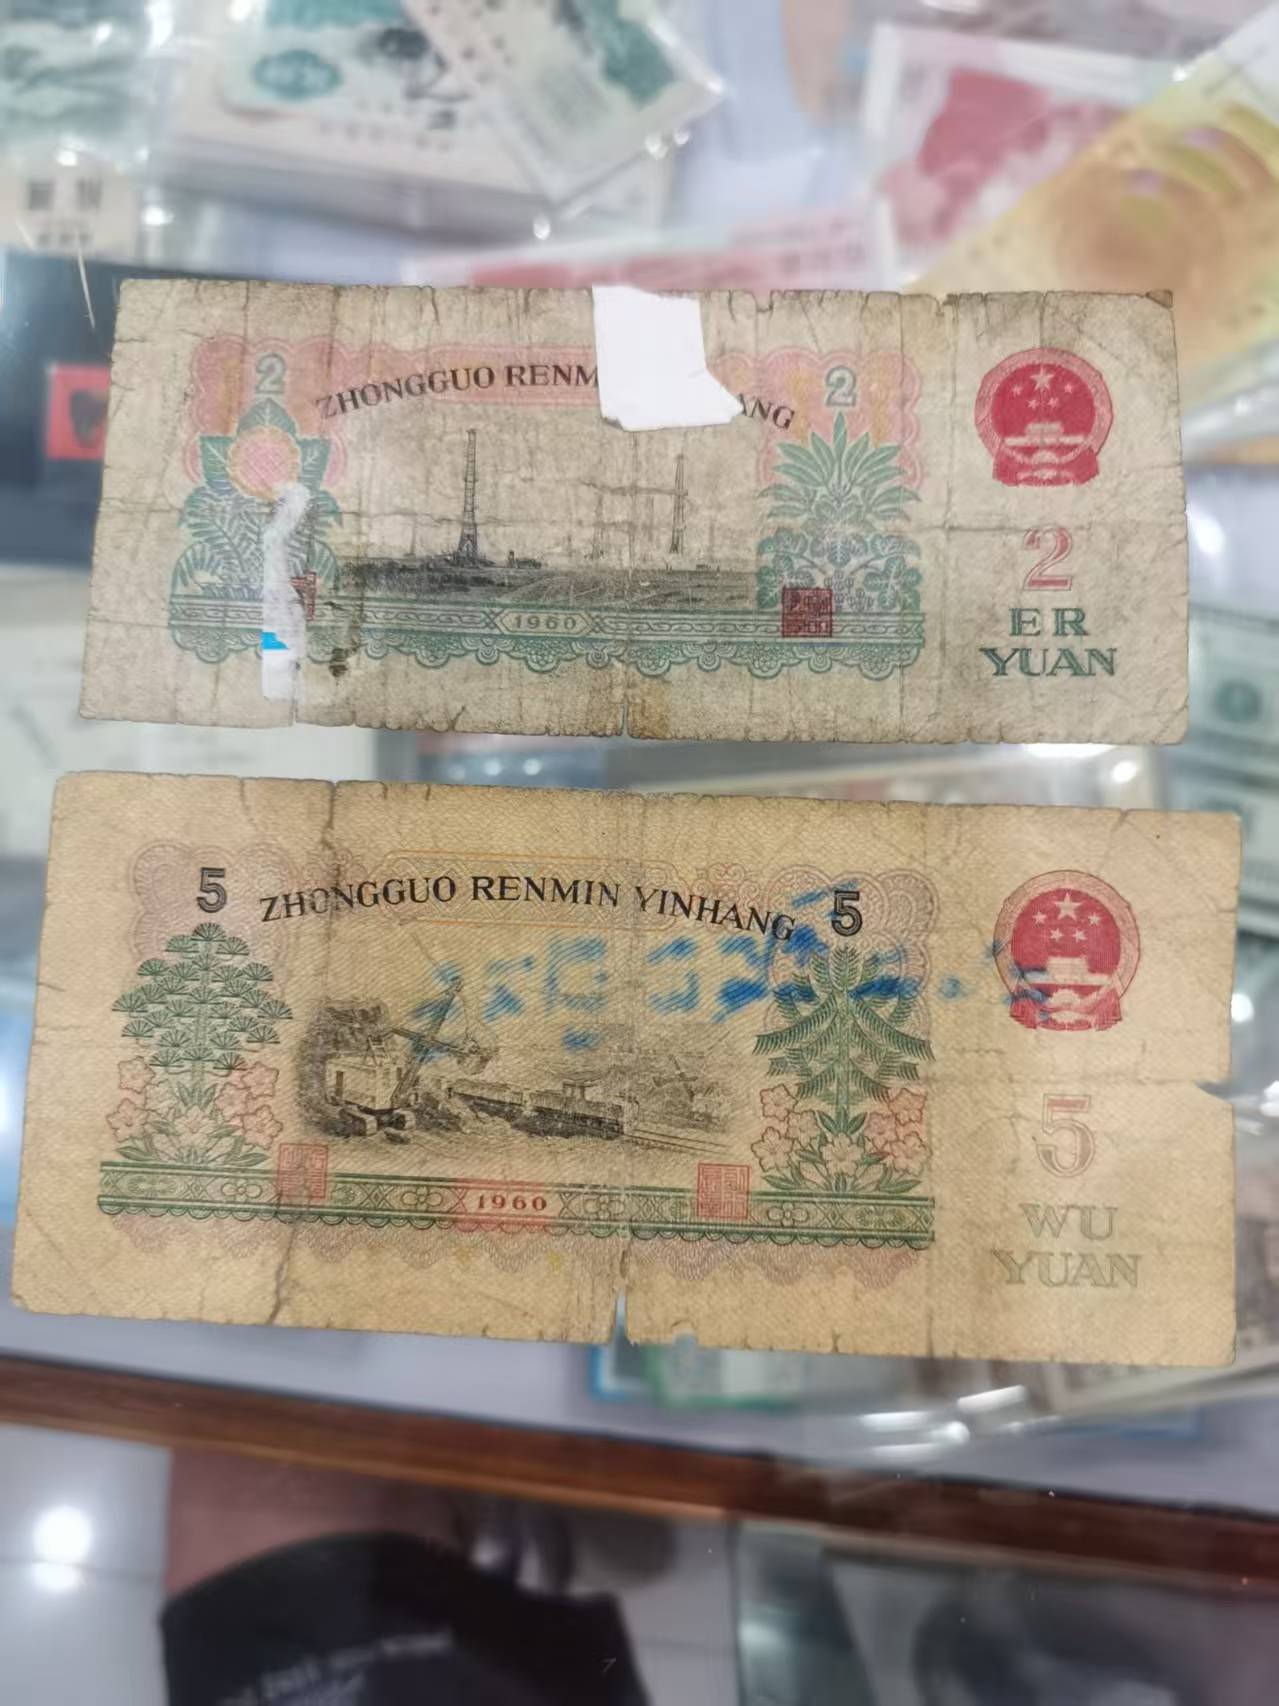 2
ZHONGGUO RENM
ANG
2
1960
2
ER
YUAN
5
ZHONGGUO RENMIN YINHANG
5
1960
5
WU
YUAN